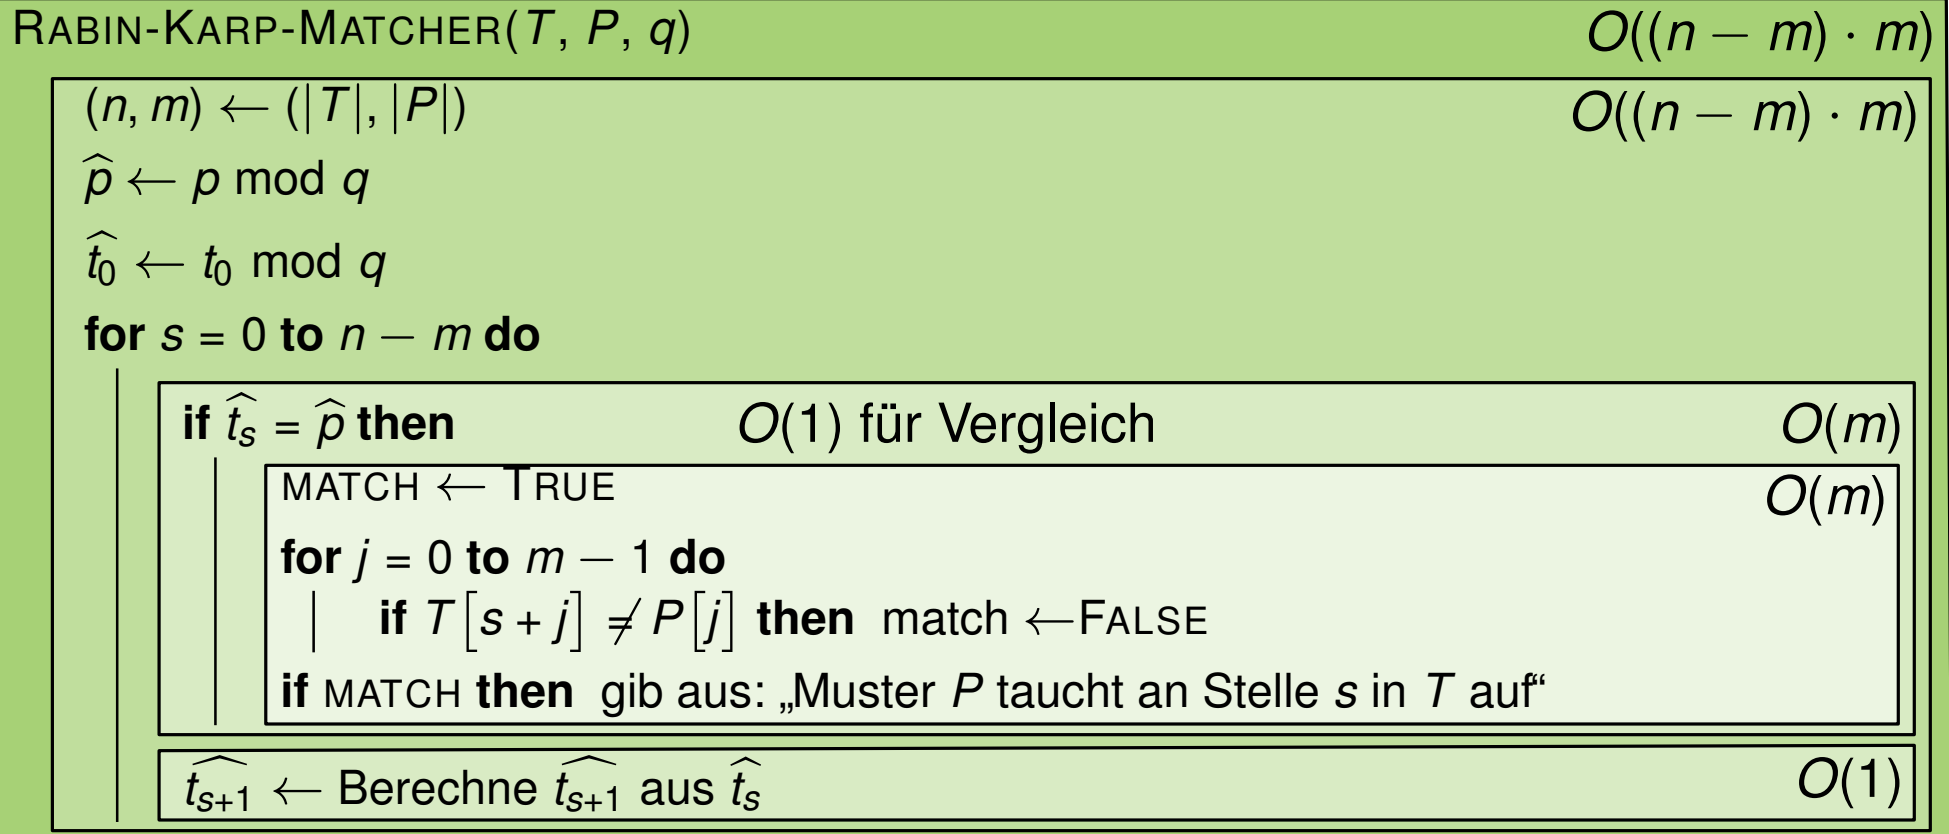 RABIN-KARP-MATCHER(T, P, q) O((n − m) · m)
(n, m) ← (|T|, |P|) O((n − m) · m)
p̂ ← p mod q
t̂₀ ← t₀ mod q
for s = 0 to n − m do
if t̂ₛ = p̂ then O(1) für Vergleich O(m)
MATCH ← TRUE O(m)
for j = 0 to m − 1 do
if T[s + j] ≠ P[j] then match ←FALSE
if MATCH then gib aus: „Muster P taucht an Stelle s in T auf“
t̂ₛ₊₁ ← Berechne t̂ₛ₊₁ aus t̂ₛ O(1)